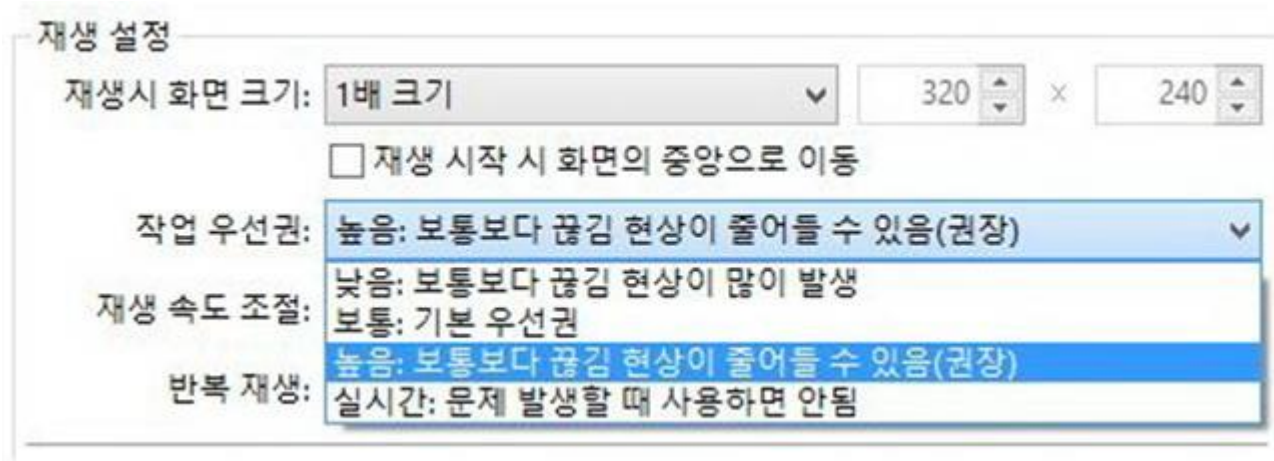 재생 설정
재생시 화면 크기: 1배 크기 320 × 240
재생 시작 시 화면의 중앙으로 이동
작업 우선권: 높음: 보통보다 끊김 현상이 줄어들 수 있음(권장)
낮음: 보통보다 끊김 현상이 많이 발생
재생 속도 조절:
보통: 기본 우선권
높음: 보통보다 끊김 현상이 줄어들 수 있음(권장)
반복 재생:
실시간: 문제 발생할 때 사용하면 안됨